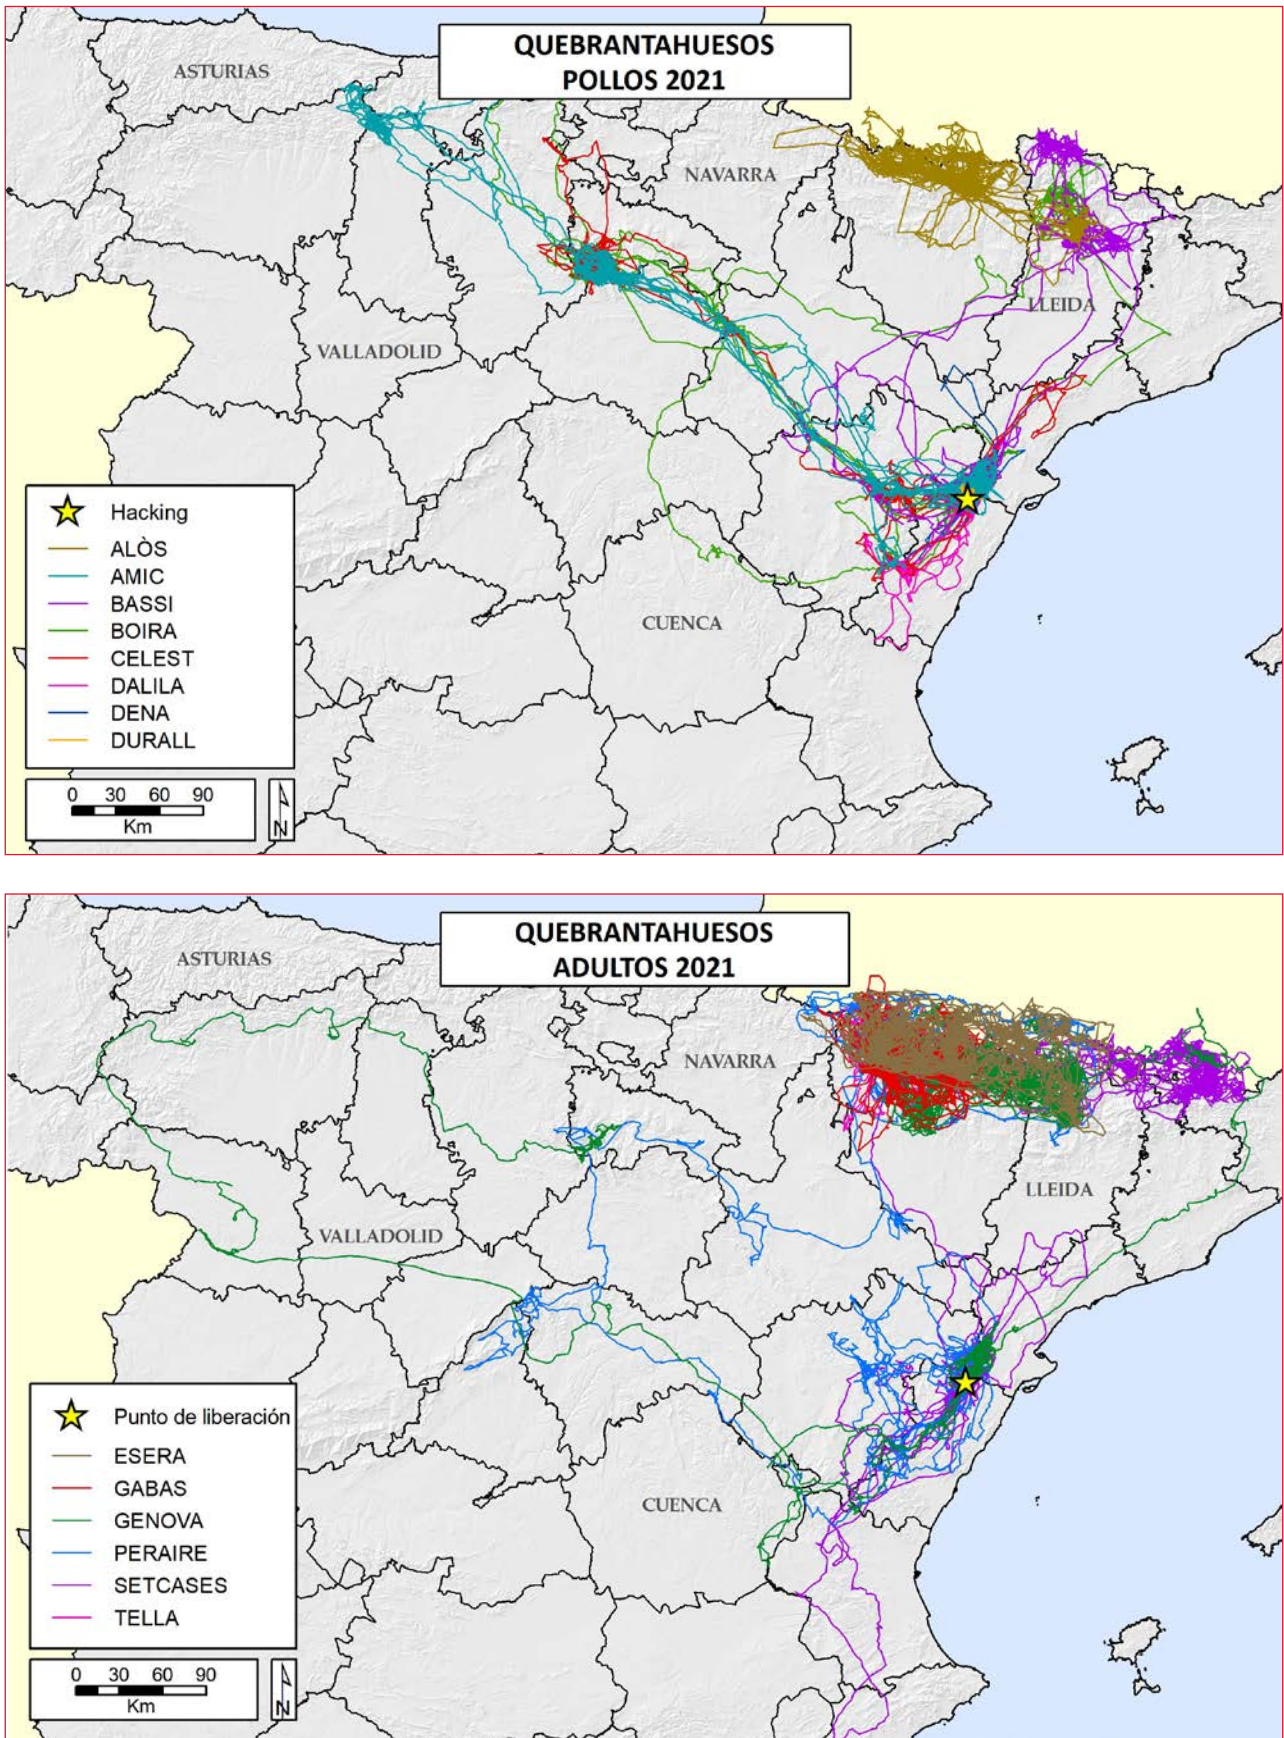 QUEBRANTAHUESOS
POLLOS 2021
ASTURIAS
NAVARRA
LLEIDA
VALLADOLID
CUENCA
Hacking
ALÒS
AMIC
BASSI
BOIRA
CELEST
DALILA
DENA
DURALL
0 30 60 90
Km
N
QUEBRANTAHUESOS
ADULTOS 2021
ASTURIAS
NAVARRA
LLEIDA
VALLADOLID
CUENCA
Punto de liberación
ESERA
GABAS
GENOVA
PERAIRE
SETCASES
TELLA
0 30 60 90
Km
N